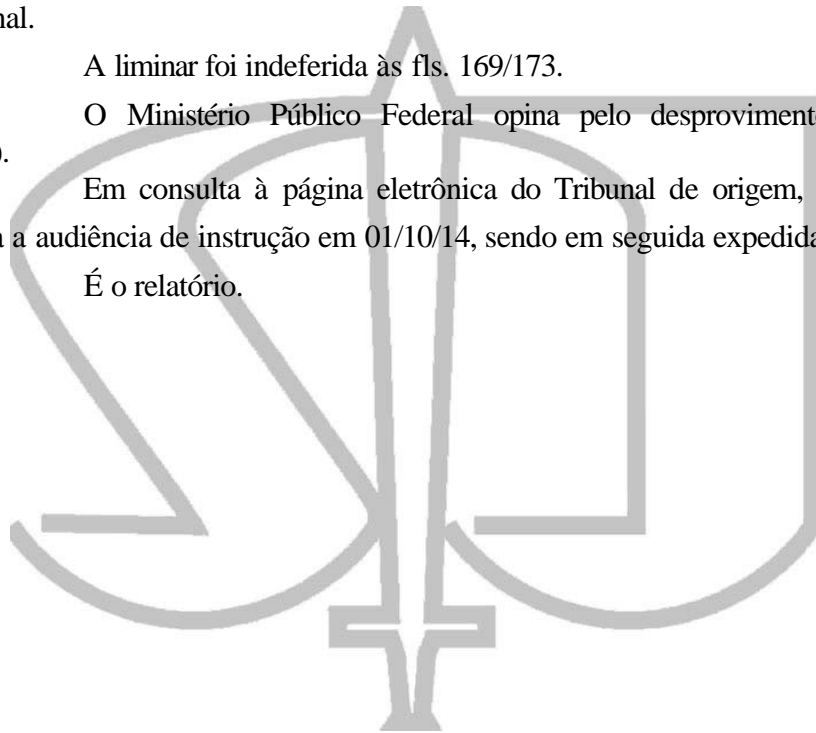 nal.
A liminar foi indeferida às fls. 169/173.
O Ministério Público Federal opina pelo desprovimento
).
Em consulta à página eletrônica do Tribunal de origem,
a audiência de instrução em 01/10/14, sendo em seguida expedida
É o relatório.